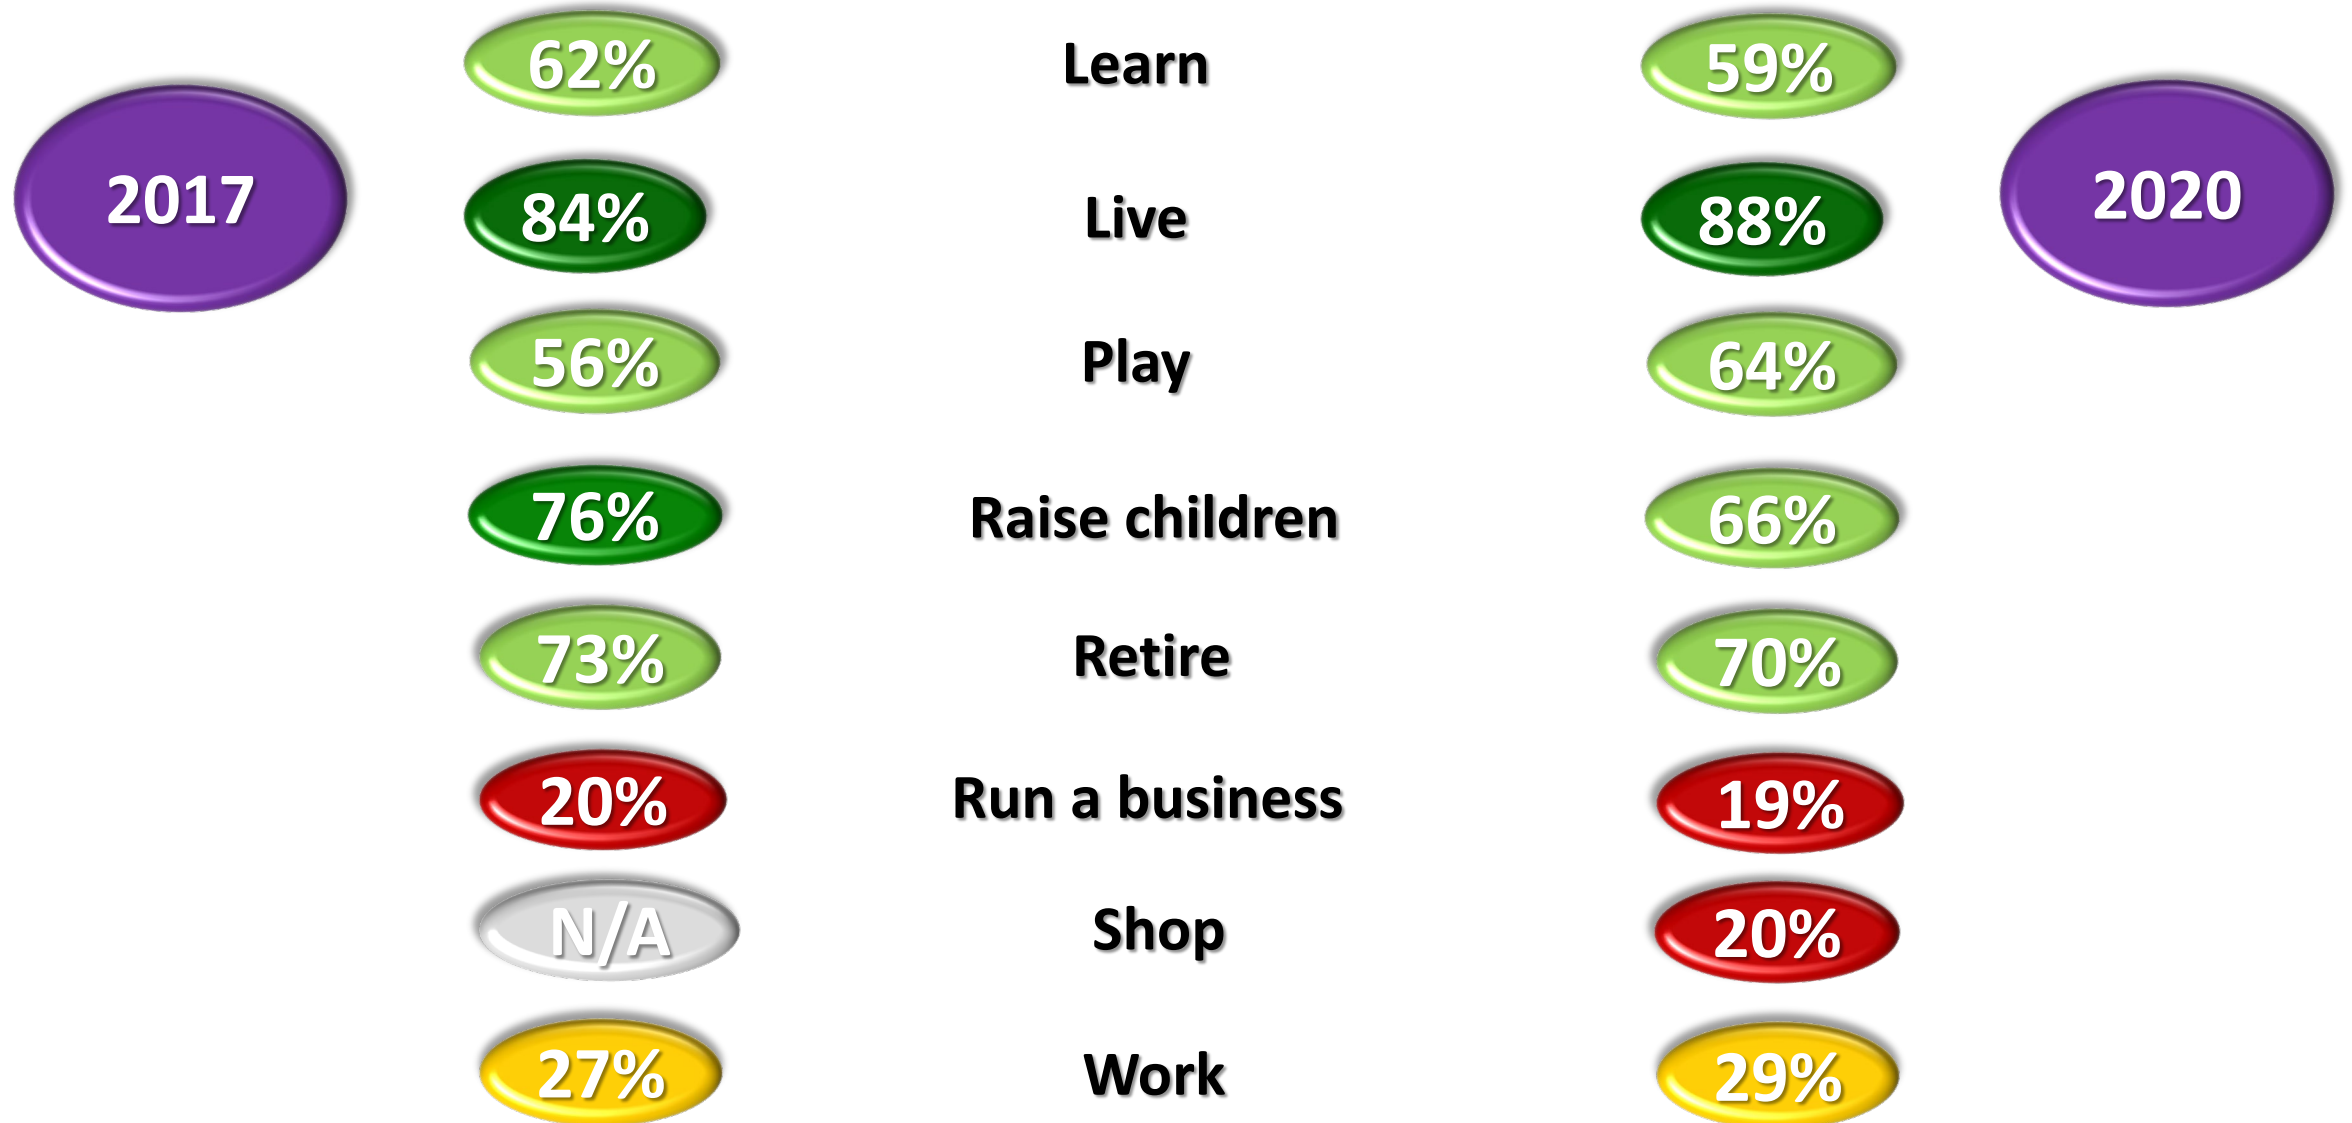 62% Learn 59%
2017 2020
84% Live 88%
56% Play 64%
76% Raise children 66%
73% Retire 70%
20% Run a business 19%
N/A Shop 20%
27% Work 29%